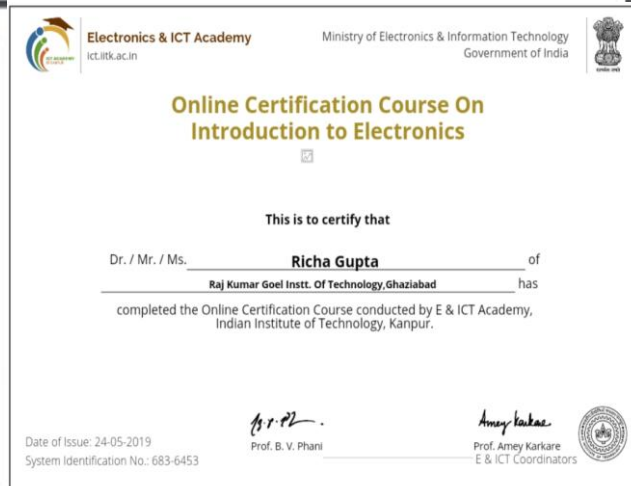 Electronics & ICT Academy
ict.iitk.ac.in
Ministry of Electronics & Information Technology
Government of India
Online Certification Course On
Introduction to Electronics
This is to certify that
Dr. / Mr. / Ms. Richa Gupta of
Raj Kumar Goel Instt. Of Technology,Ghaziabad has
completed the Online Certification Course conducted by E & ICT Academy,
Indian Institute of Technology, Kanpur.
Amey Karkare
Prof. B. V. Phani
Prof. Amey Karkare
E & ICT Coordinators
Date of Issue: 24-05-2019
System Identification No.: 683-6453